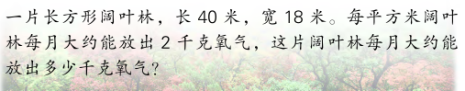 一片长方形阔叶林，长 40 米，宽 18 米。每平方米阔叶
林每月大约能放出 2 千克氧气，这片阔叶林每月大约能
放出多少千克氧气？